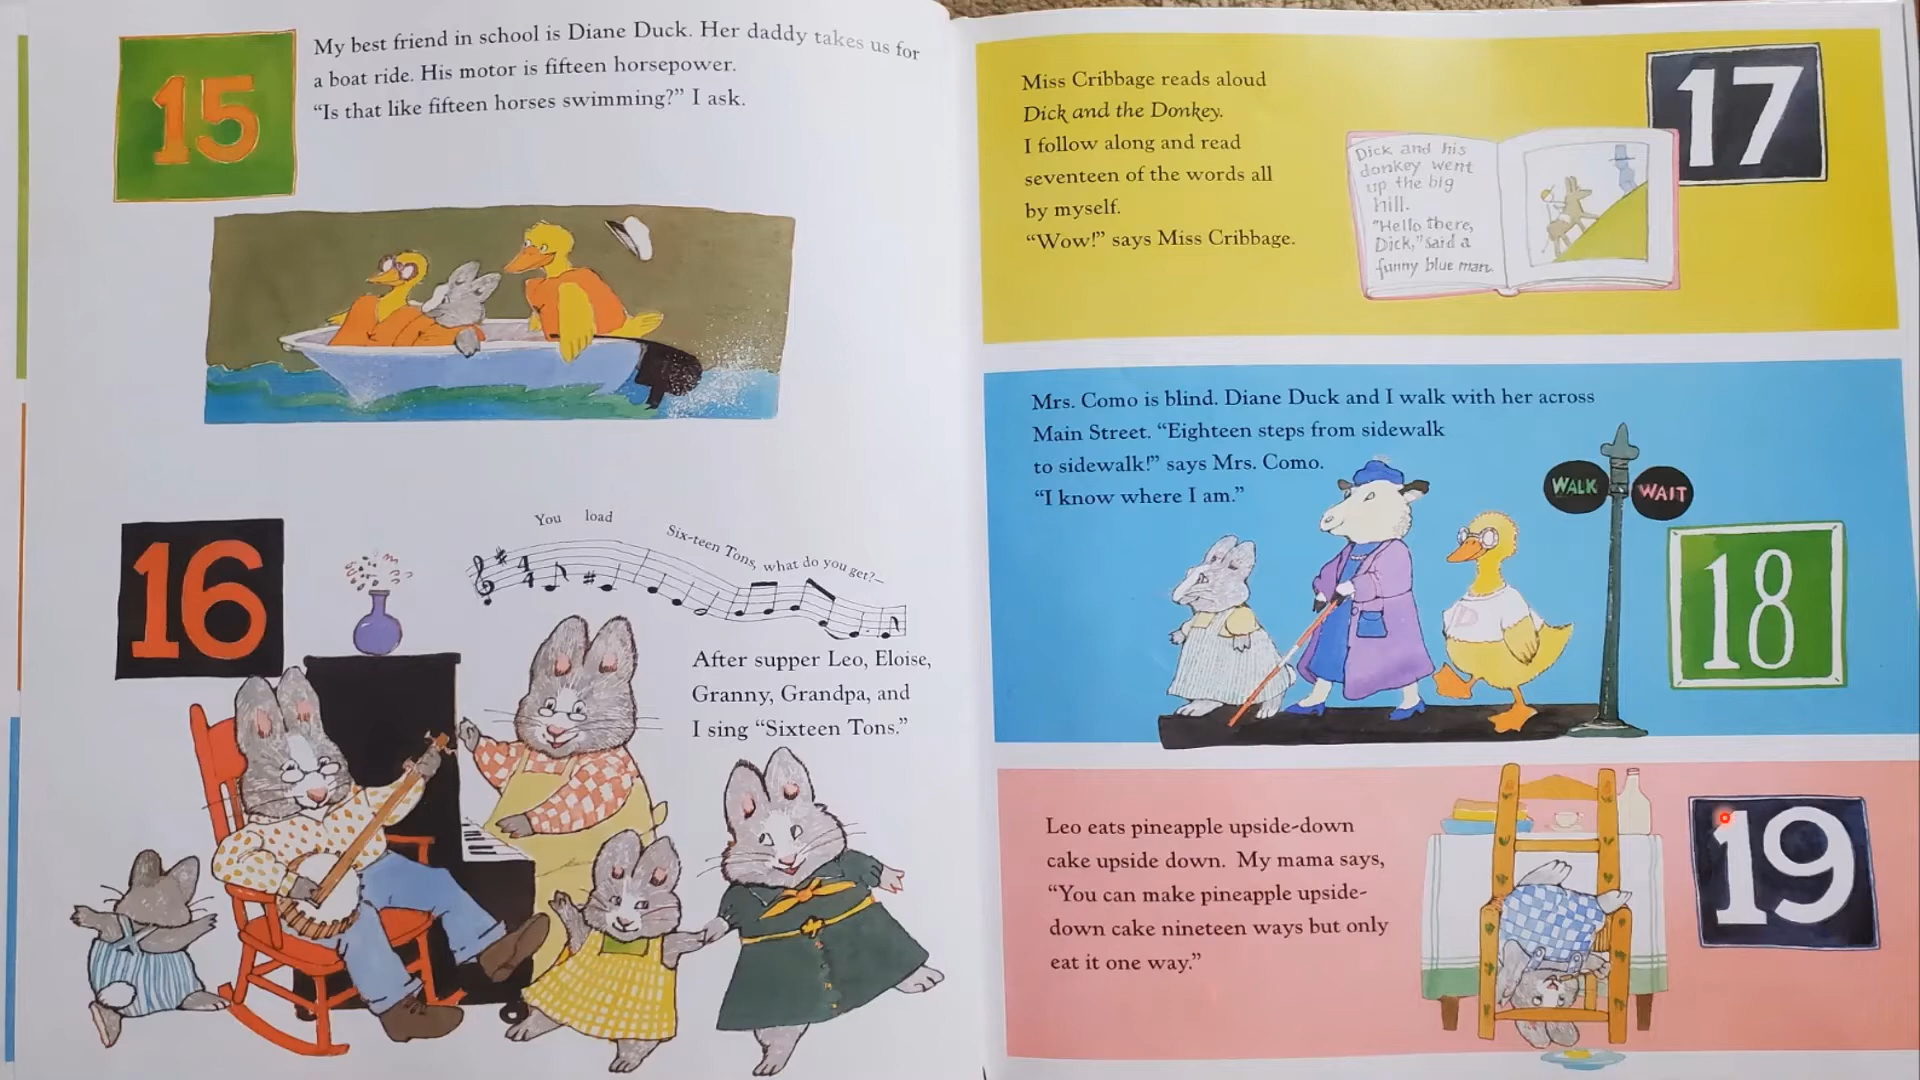 15
My best friend in school is Diane Duck. Her daddy takes us for
a boat ride. His motor is fifteen horsepower.
“Is that like fifteen horses swimming?” I ask.
16
You load
Six-teen Tons, what do you get?—
After supper Leo, Eloise,
Granny, Grandpa, and
I sing “Sixteen Tons.”
Miss Cribbage reads aloud
Dick and the Donkey.
I follow along and read
seventeen of the words all
by myself.
“Wow!” says Miss Cribbage.
Dick and his
donkey went
up the big
hill.
“Hello there,
Dick,” said a
funny blue man.
17
Mrs. Como is blind. Diane Duck and I walk with her across
Main Street. “Eighteen steps from sidewalk
to sidewalk!” says Mrs. Como.
“I know where I am.”
WALK WAIT
D
18
Leo eats pineapple upside-down
cake upside down. My mama says,
“You can make pineapple upside-
down cake nineteen ways but only
eat it one way.”
19